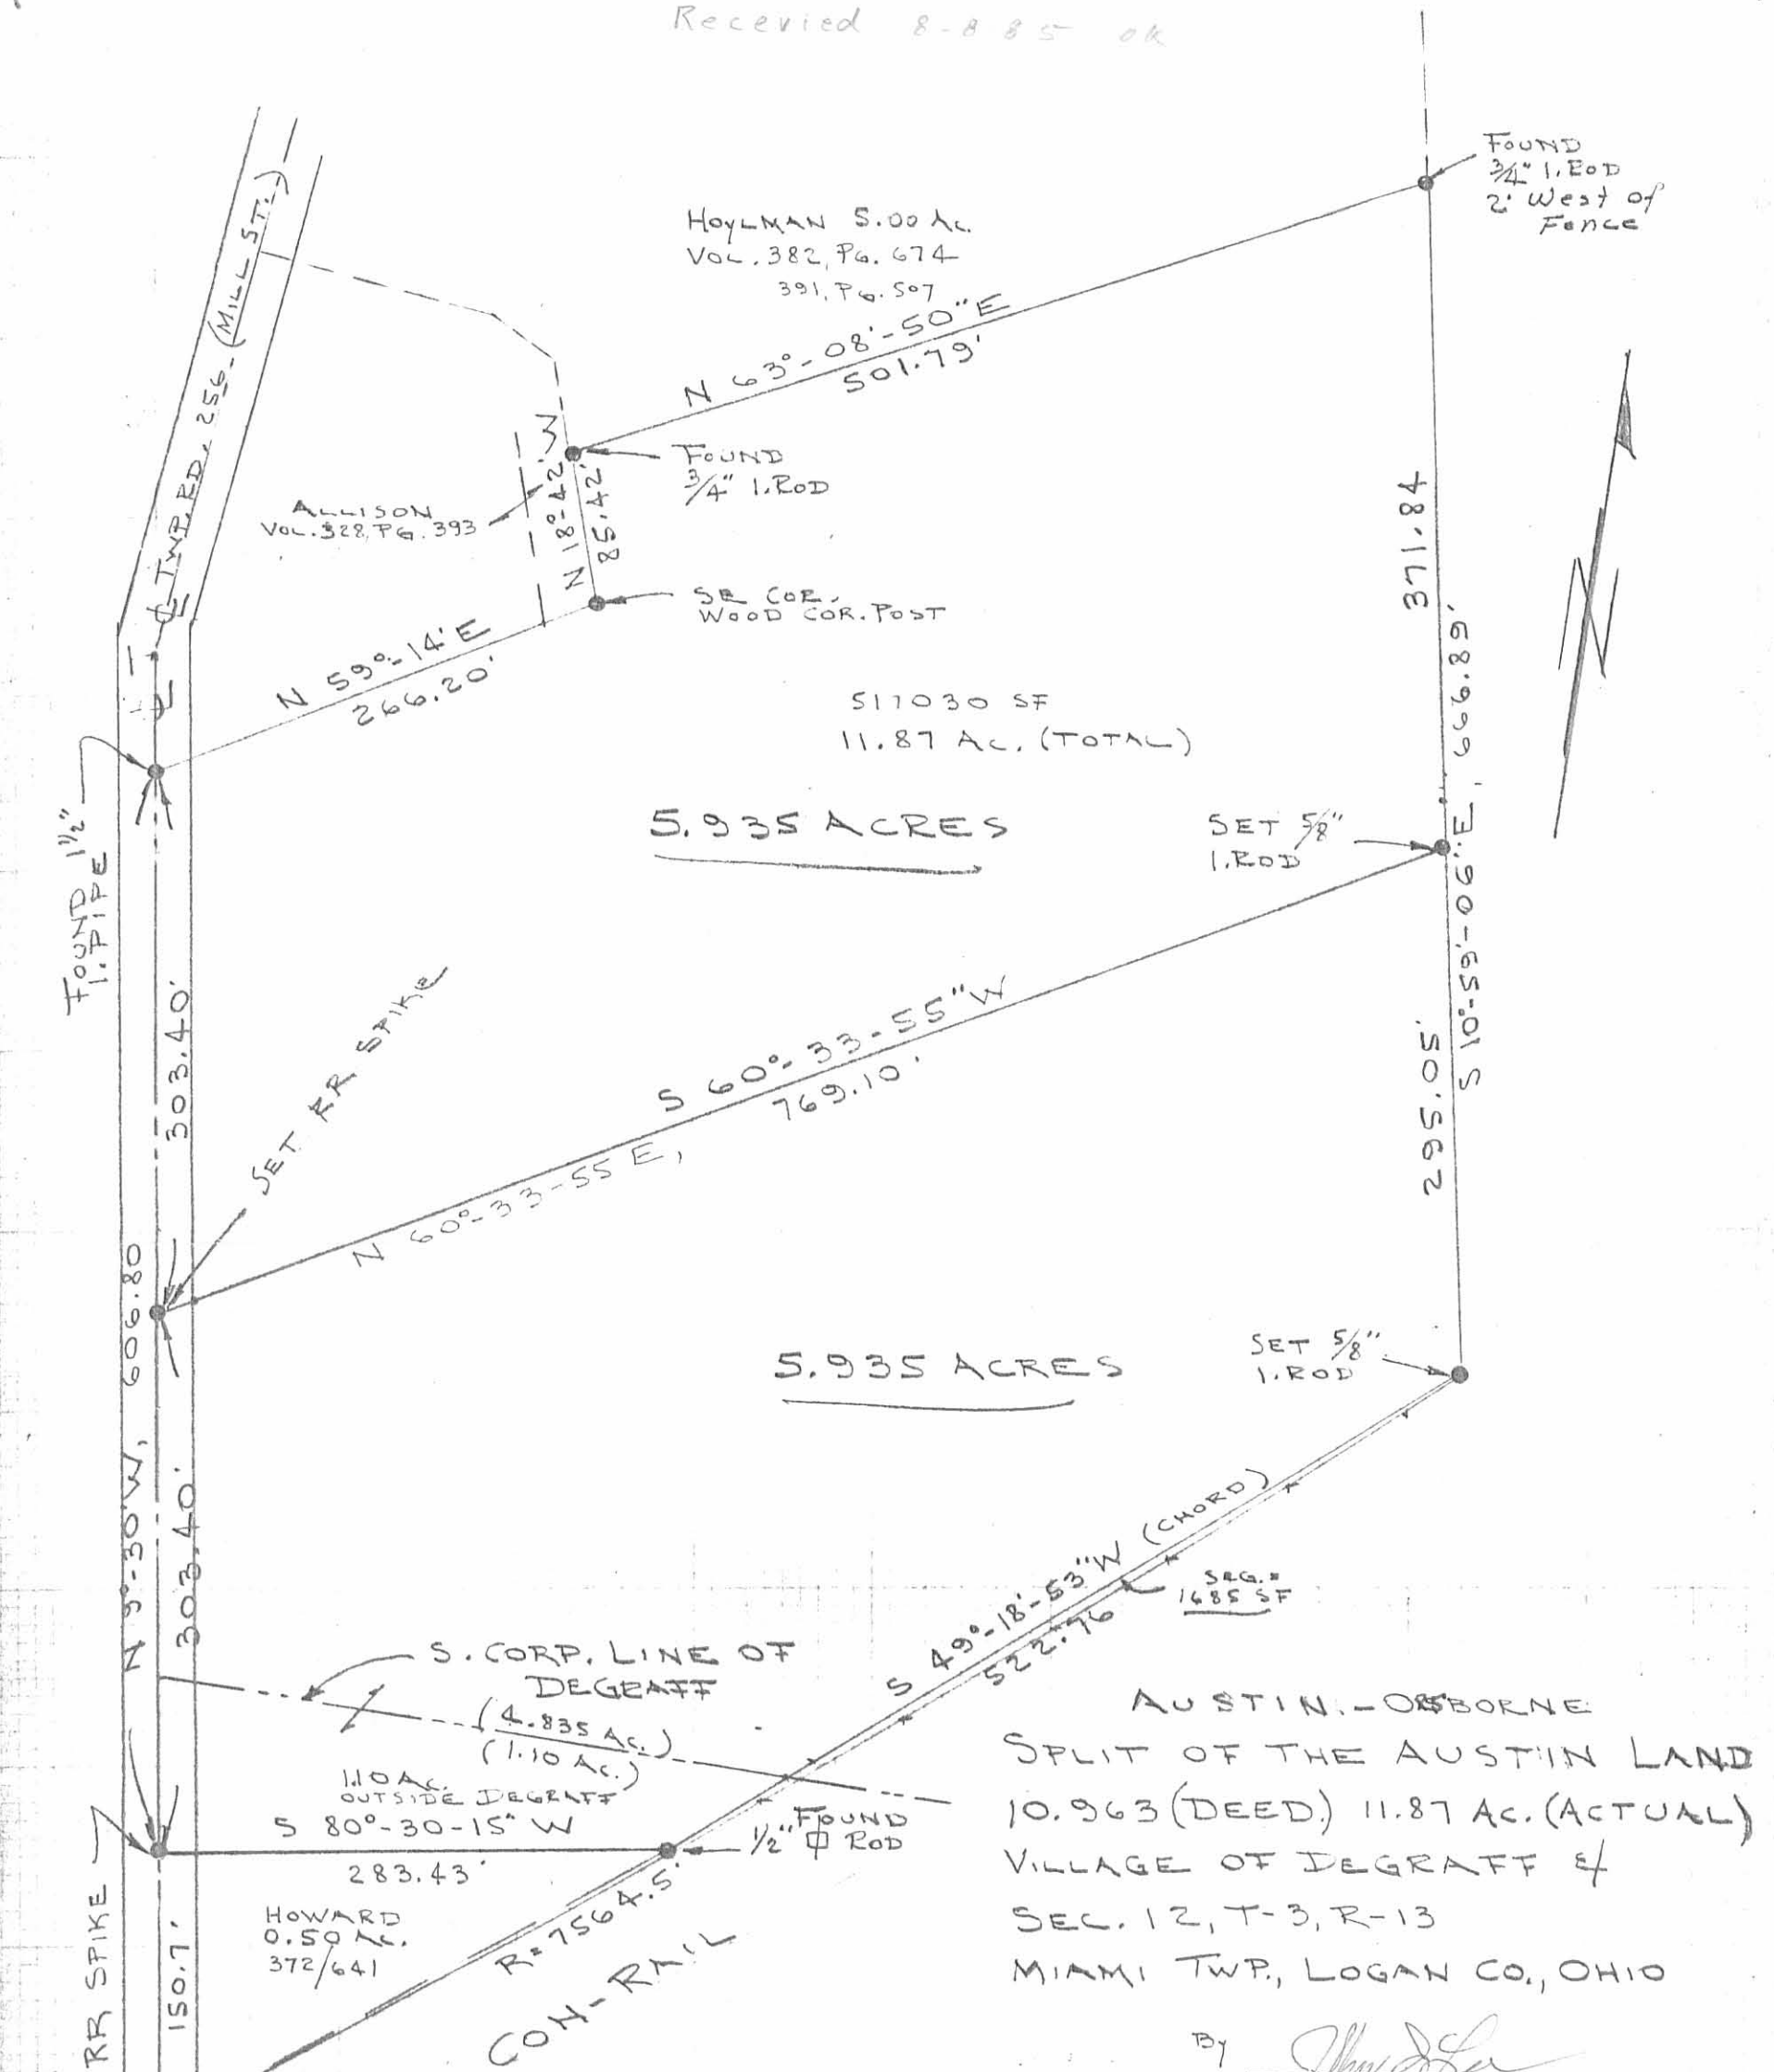 Recevied 8-8 85 OK
FOUND
3/4" I. ROD
2' West of
Fence
HOYLMAN 5.00 Ac.
VOL. 382, PG. 674
391, PG. 507
N 63°-08'-50" E
501.79'
℄ TWP. RD. 256 (MILL ST.)
FOUND
3/4" I. ROD
ALLISON
VOL. 328, PG. 393
N 18°-42' W
85.42'
SE COR.
WOOD COR. POST
N 59°-14' E
266.20'
371.84
S 10°-59'-06" E, 666.89'
517030 SF
11.87 Ac. (TOTAL)
5.935 ACRES
SET 5/8"
I. ROD
FOUND 1 1/2"
I. PIPE
303.40'
SET RR SPIKE
S 60°-33-55" W
769.10'
N 60°-33-55 E,
295.05'
N 9°-30' W, 606.80
303.40'
5.935 ACRES
SET 5/8"
I. ROD
S 49°-18'-53" W (CHORD)
522.76
SEG. =
1685 SF
S. CORP. LINE OF
DEGRAFF
(4.835 Ac.)
(1.10 Ac.)
1.10 Ac.
OUTSIDE DEGRAFF
S 80°-30-15" W
283.43'
1/2" FOUND
ROD
HOWARD
0.50 Ac.
372/641
RR SPIKE
150.7'
R=7564.5'
CON-RAIL
AUSTIN.-OSBORNE
SPLIT OF THE AUSTIN LAND
10.963 (DEED.) 11.87 Ac. (ACTUAL)
VILLAGE OF DEGRAFF &
SEC. 12, T-3, R-13
MIAMI TWP., LOGAN CO., OHIO
By